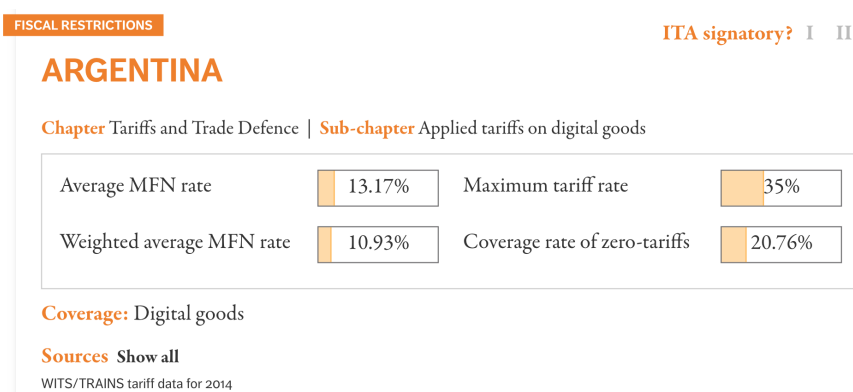 FISCAL RESTRICTIONS
ITA signatory? I II
ARGENTINA
Chapter Tariffs and Trade Defence | Sub-chapter Applied tariffs on digital goods
Average MFN rate 13.17% Maximum tariff rate 35%
Weighted average MFN rate 10.93% Coverage rate of zero-tariffs 20.76%
Coverage: Digital goods
Sources Show all
WITS/TRAINS tariff data for 2014